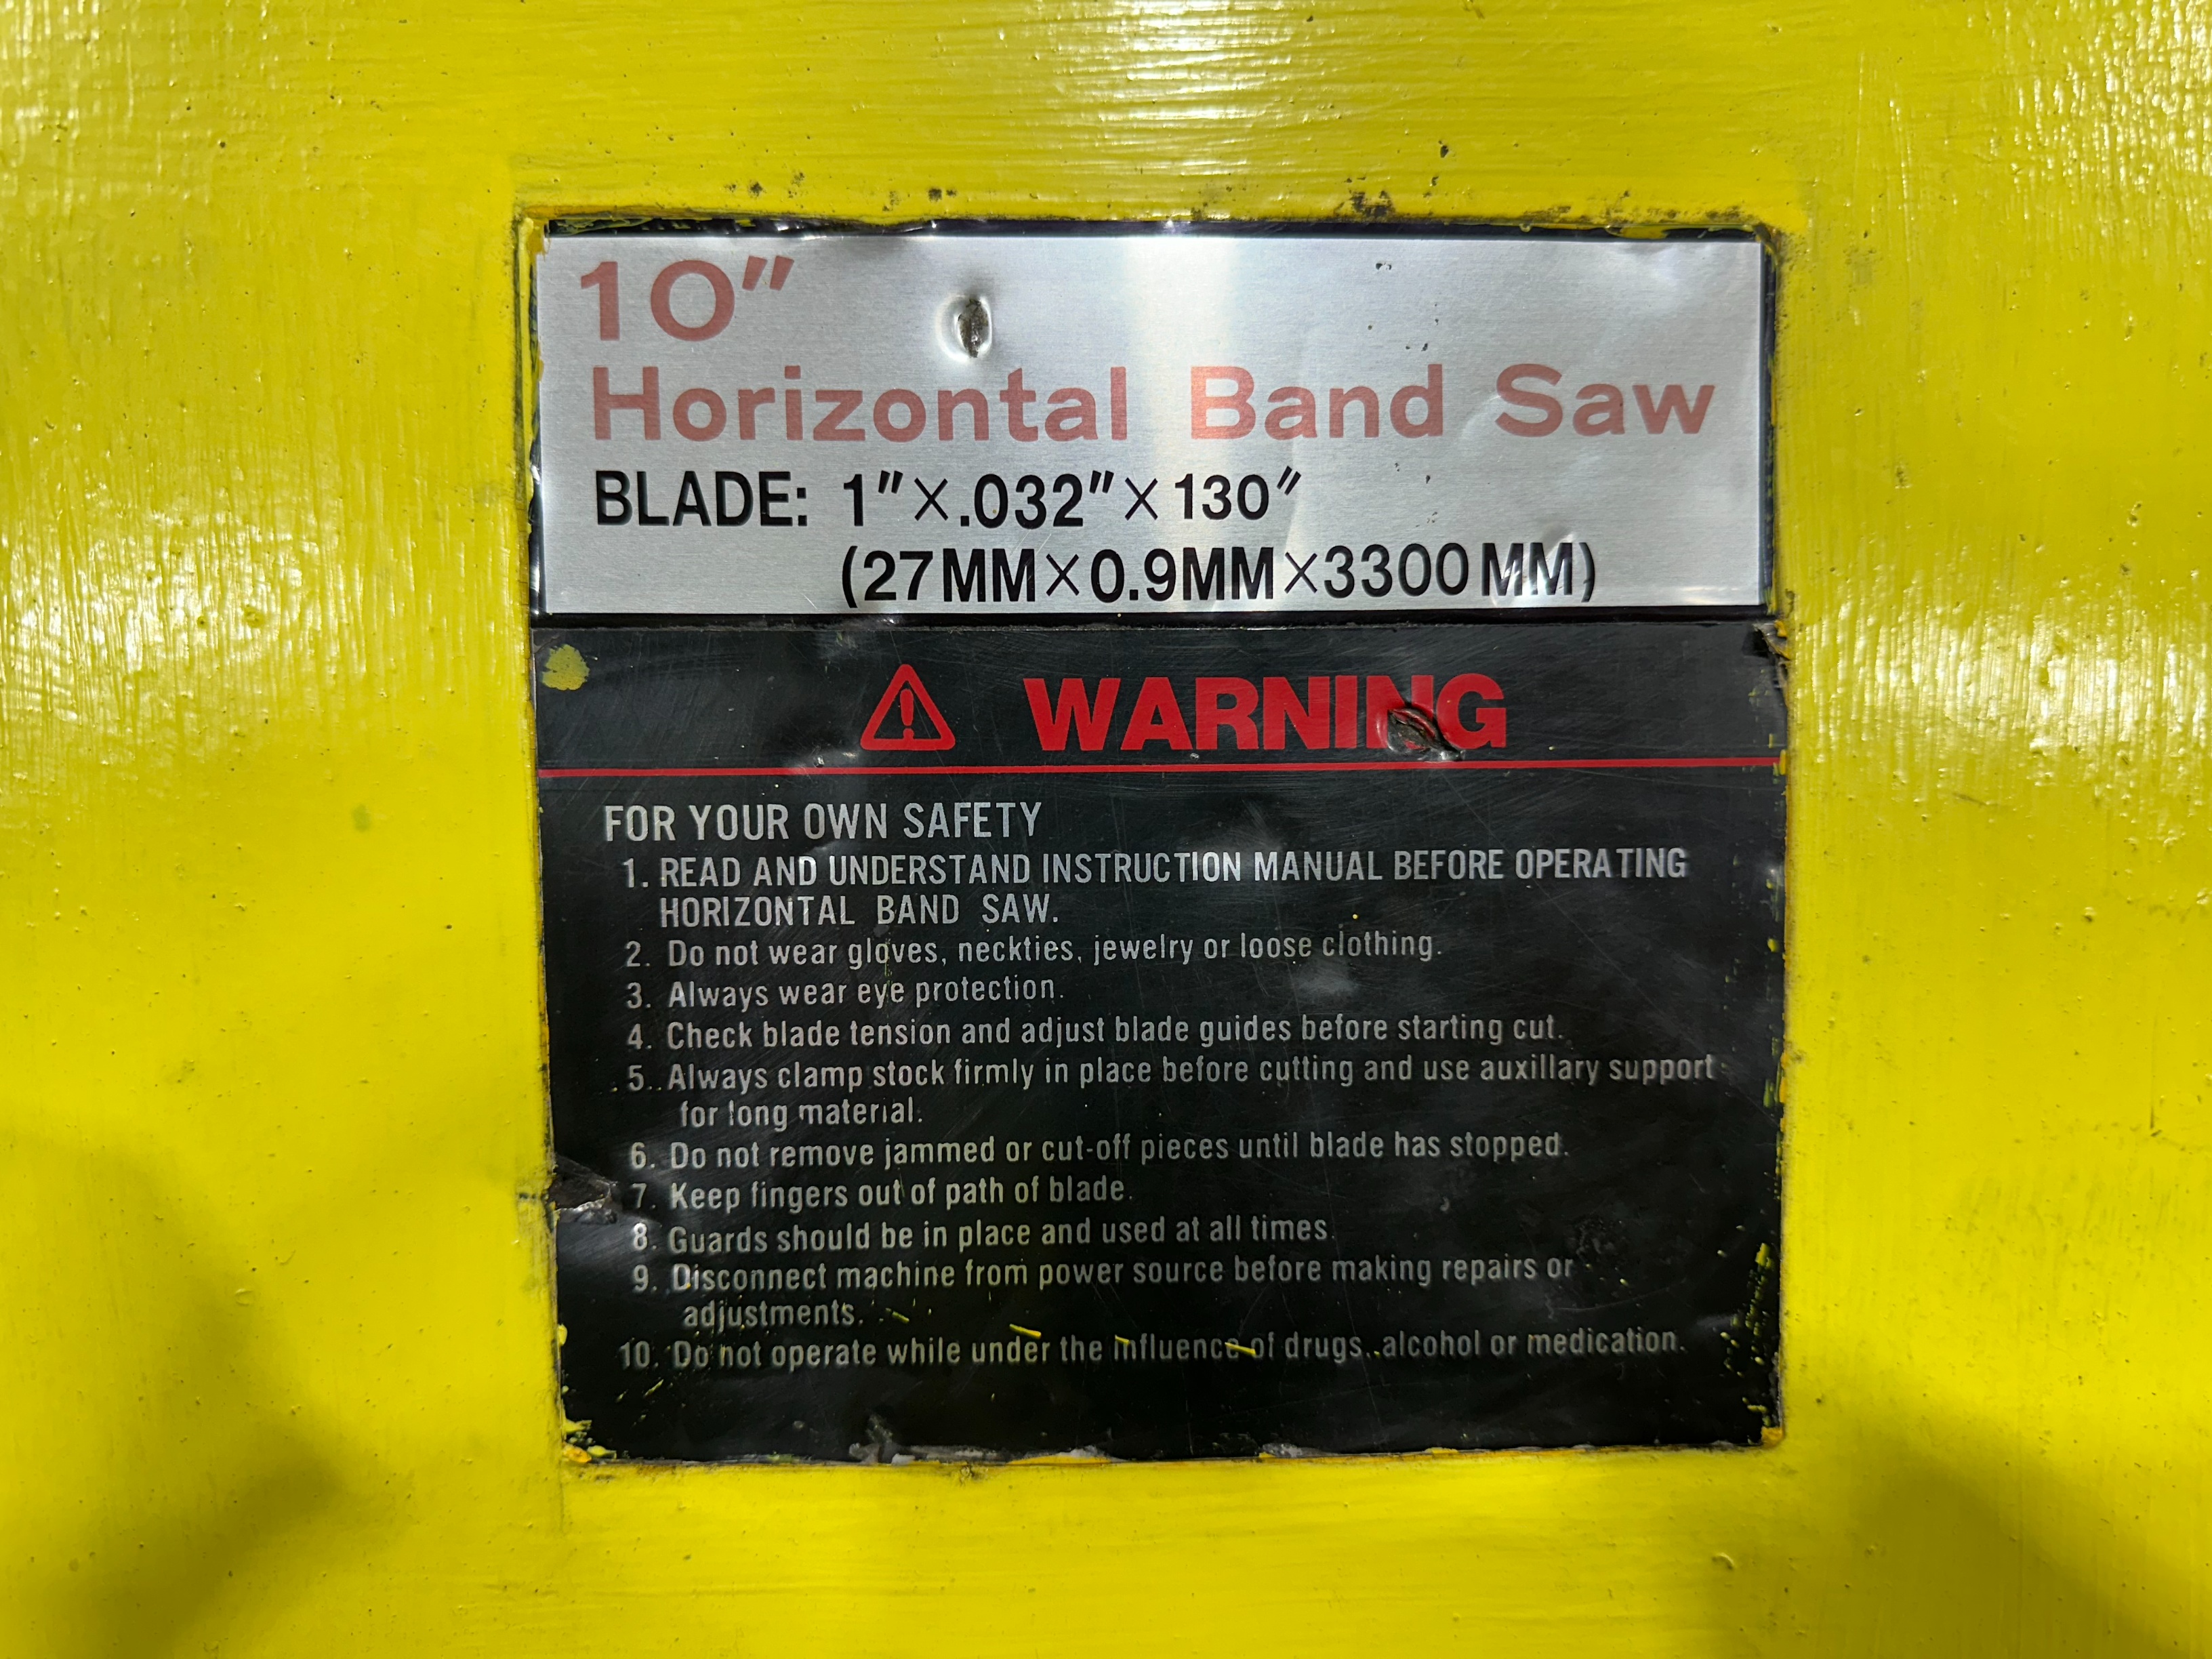 10"
Horizontal Band Saw
BLADE: 1"×.032"×130"
(27MM×0.9MM×3300MM)
WARNING
FOR YOUR OWN SAFETY
1. READ AND UNDERSTAND INSTRUCTION MANUAL BEFORE OPERATING
HORIZONTAL BAND SAW.
2. Do not wear gloves, neckties, jewelry or loose clothing.
3. Always wear eye protection.
4. Check blade tension and adjust blade guides before starting cut.
5. Always clamp stock firmly in place before cutting and use auxillary support
for long material.
6. Do not remove jammed or cut-off pieces until blade has stopped.
7. Keep fingers out of path of blade.
8. Guards should be in place and used at all times.
9. Disconnect machine from power source before making repairs or
adjustments.
10. Do not operate while under the influence of drugs, alcohol or medication.